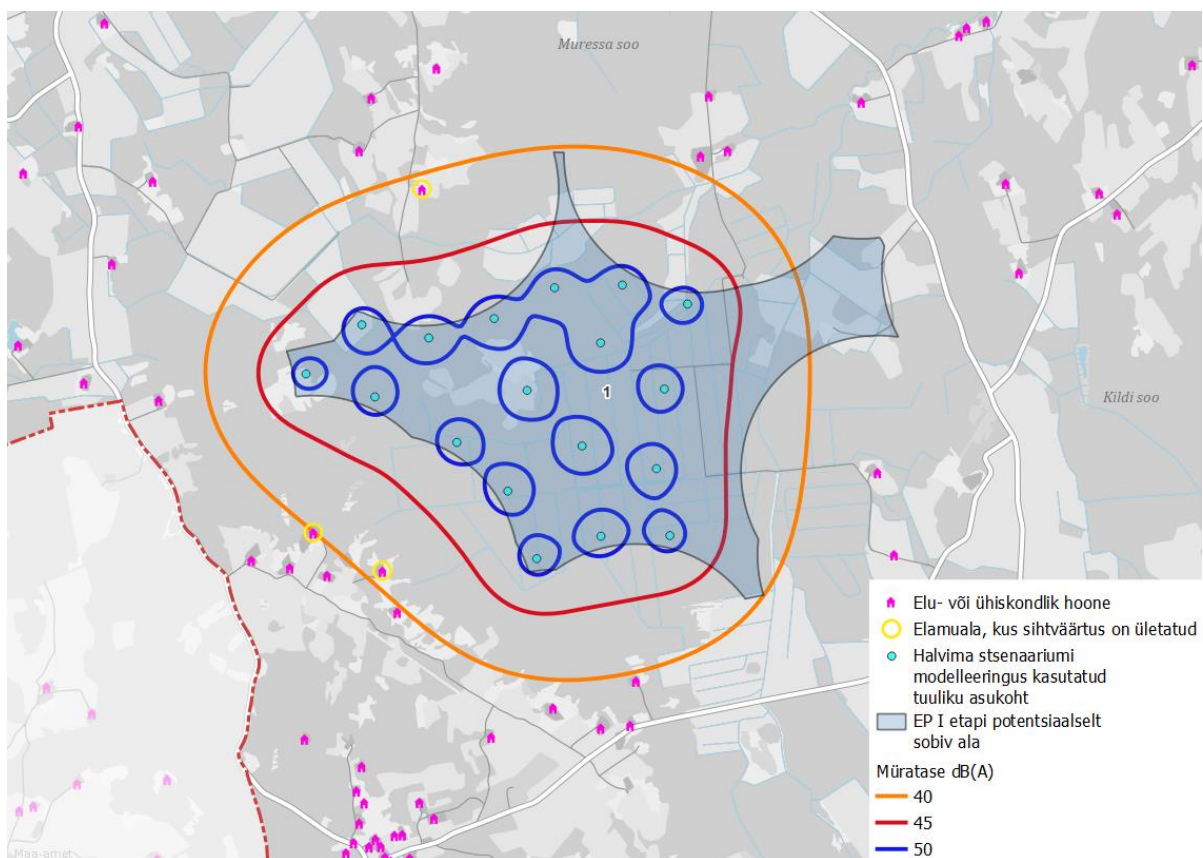 Muressa soo
1
Kildi soo
Elu- või ühiskondlik hoone
Elamuala, kus sihtväärtus on ületatud
Halvima stsenaariumi
modelleeringus kasutatud
tuuliku asukoht
EP I etapi potentsiaalselt
sobiv ala
Müratase dB(A)
40
45
50
Maa-amet